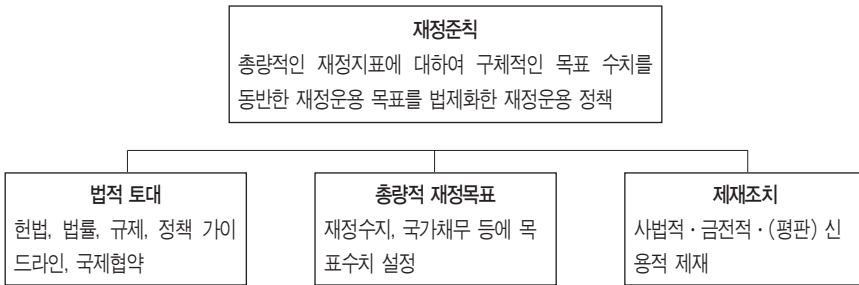 재정준칙
총량적인 재정지표에 대하여 구체적인 목표 수치를
동반한 재정운용 목표를 법제화한 재정운용 정책
법적 토대
헌법, 법률, 규제, 정책 가이
드라인, 국제협약
총량적 재정목표
재정수지, 국가채무 등에 목
표수치 설정
제재조치
사법적·금전적·(평판) 신
용적 제재